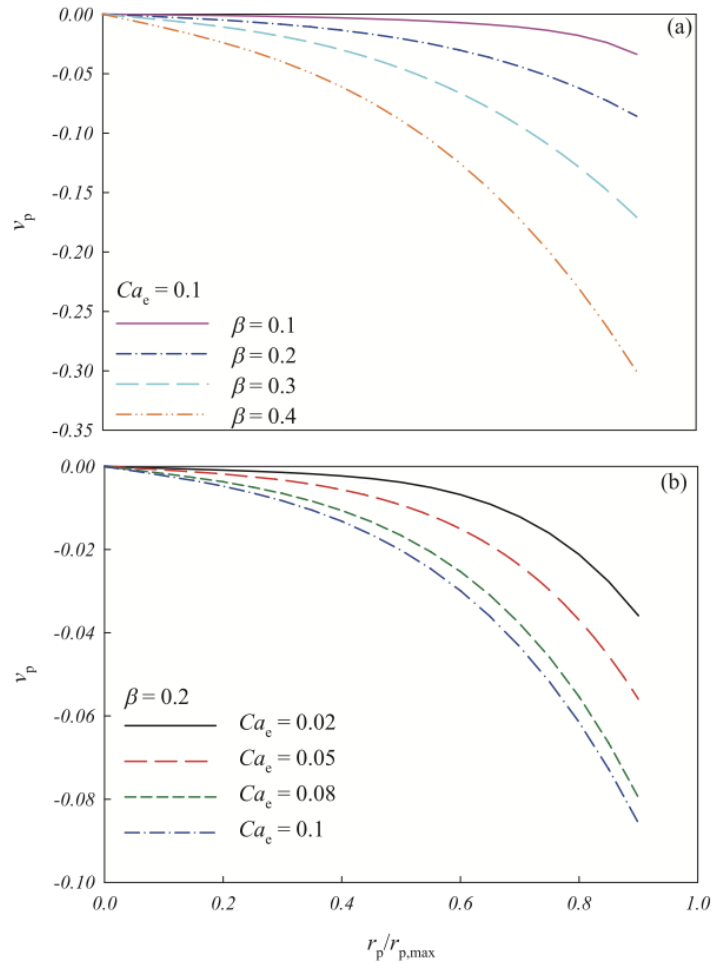 0.00
(a)
-0.05
-0.10
-0.15
v_p
-0.20
Ca_e = 0.1
-0.25
β = 0.1
β = 0.2
-0.30
β = 0.3
β = 0.4
-0.35
0.00
(b)
-0.02
-0.04
v_p
β = 0.2
-0.06
Ca_e = 0.02
Ca_e = 0.05
-0.08
Ca_e = 0.08
Ca_e = 0.1
-0.10
0.0 0.2 0.4 0.6 0.8 1.0
r_p/r_p,max